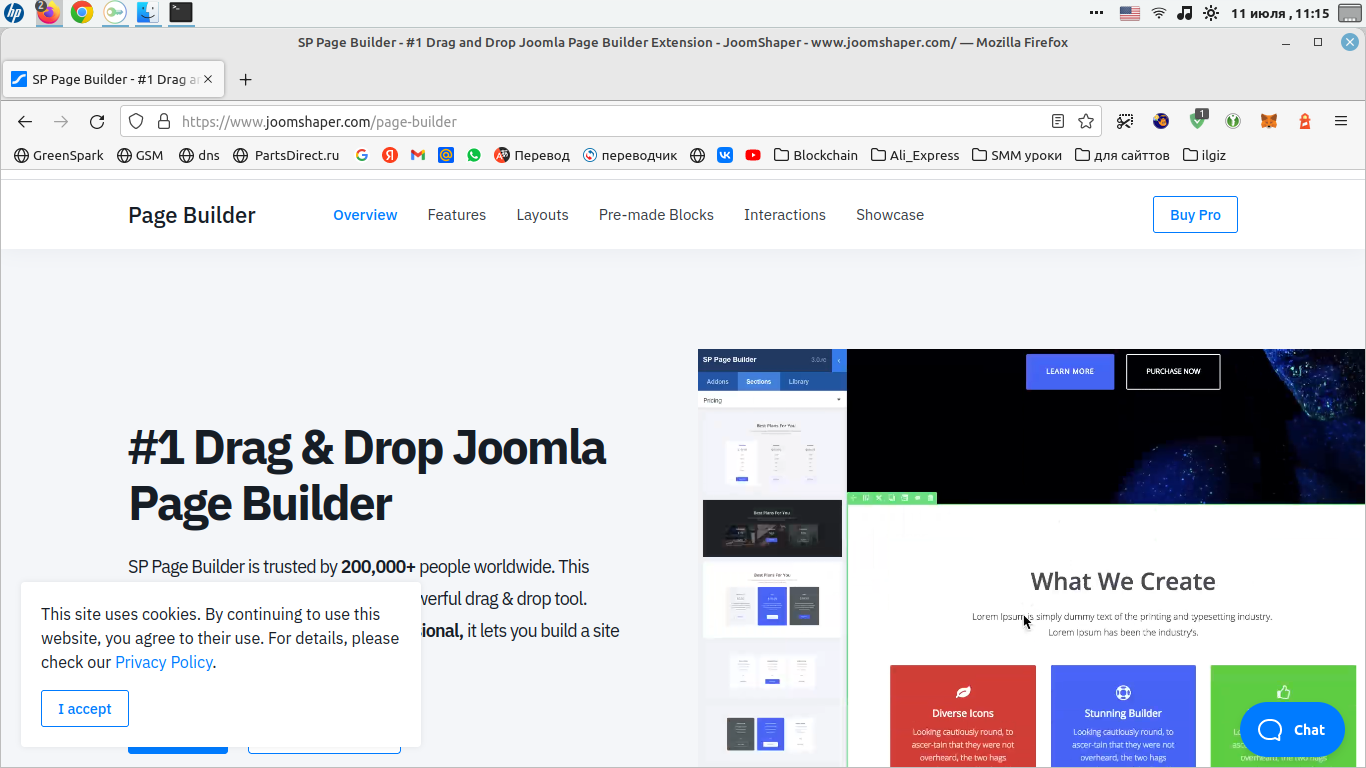 2
11 июля , 11:15
SP Page Builder - #1 Drag and Drop Joomla Page Builder Extension - JoomShaper - www.joomshaper.com/ — Mozilla Firefox
SP Page Builder - #1 Drag
https://www.joomshaper.com/page-builder
1
GreenSpark GSM dns PartsDirect.ru Перевод переводчик Blockchain Ali_Express SMM уроки для сайттов ilgiz
Page Builder Overview Features Layouts Pre-made Blocks Interactions Showcase Buy Pro
#1 Drag & Drop Joomla
Page Builder
SP Page Builder is trusted by 200,000+ people worldwide. This
drag & drop tool.
it lets you build a site
This site uses cookies. By continuing to use this
website, you agree to their use. For details, please
check our Privacy Policy.
I accept
SP Page Builder
Addons Sections Library
Pricing
Best Plans For You
Best Plans For You
Best Plans For You
LEARN MORE PURCHASE NOW
What We Create
Lorem Ipsum is simply dummy text of the printing and typesetting industry.
Lorem Ipsum has been the industry's.
Diverse Icons
Looking cautiously round, to
ascer-tain that they were not
overheard, the two hags
Stunning Builder
Looking cautiously round, to
ascer-tain that they were not
overheard, the two hags
Chat